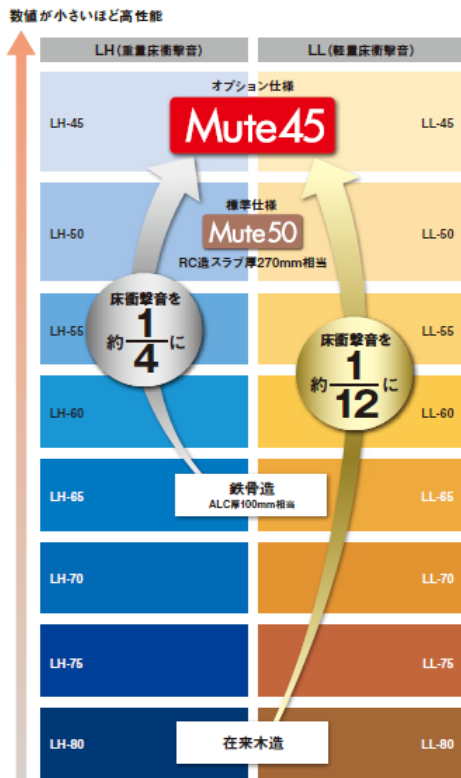 数値が小さいほど高性能
LH（重量床衝撃音）
LL（軽量床衝撃音）
オプション仕様
LH-45
Mute45
LL-45
標準仕様
LH-50
Mute50
LL-50
RC造スラブ厚270mm相当
床衝撃音を
約1/4に
LH-55
LL-55
床衝撃音を
約1/12に
LH-60
LL-60
鉄骨造
ALC厚100mm相当
LH-65
LL-65
LH-70
LL-70
LH-75
LL-75
LH-80
在来木造
LL-80